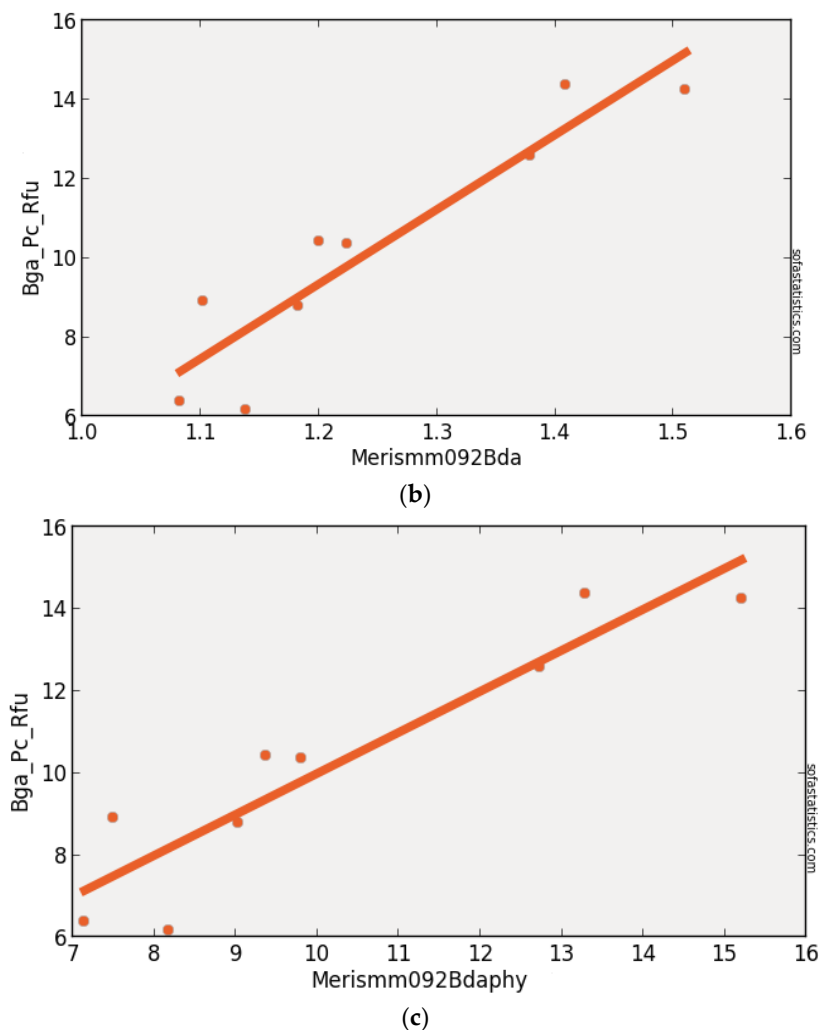 16
14
12
10
8
6
Bga_Pc_Rfu
1.0 1.1 1.2 1.3 1.4 1.5 1.6
Merismm092Bda
sofastatistics.com
(b)
16
14
12
10
8
6
Bga_Pc_Rfu
7 8 9 10 11 12 13 14 15 16
Merismm092Bdaphy
sofastatistics.com
(c)